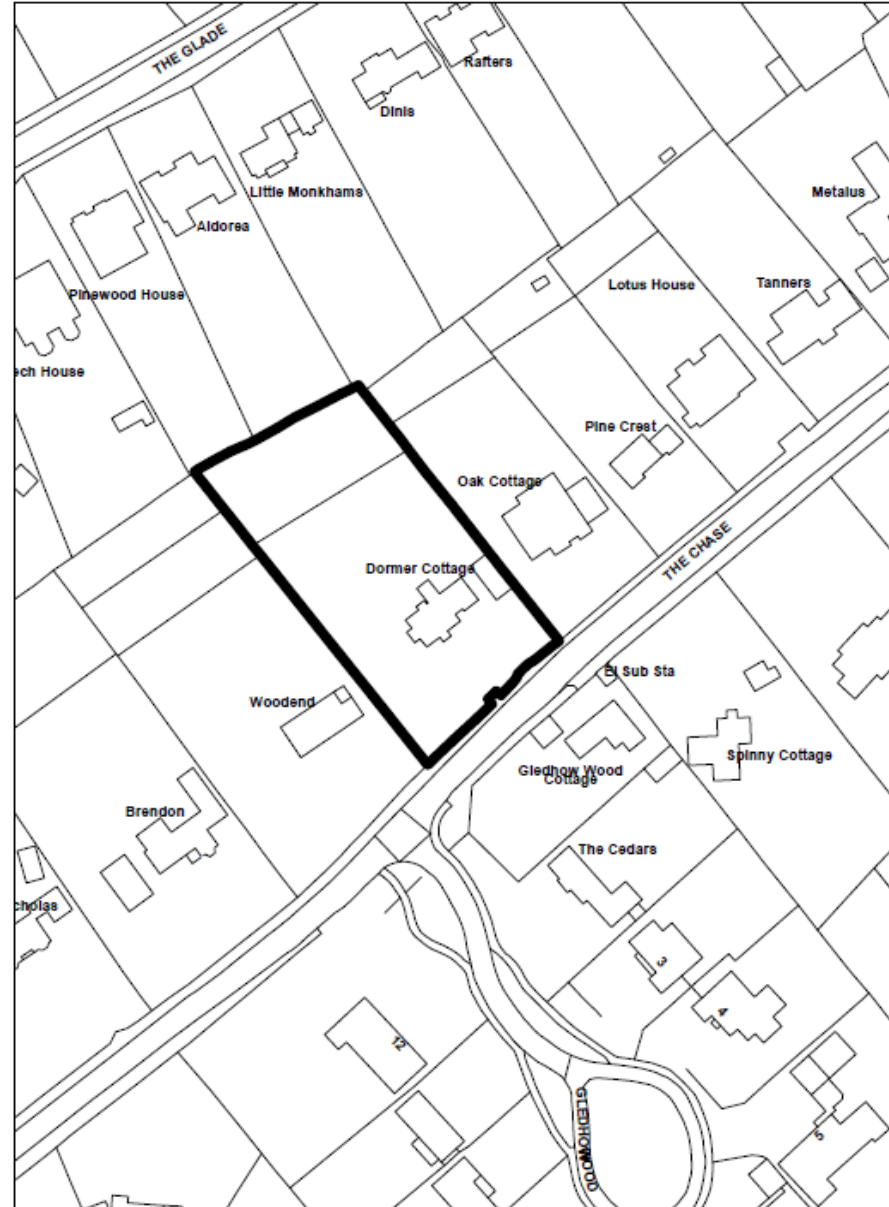 THE GLADE
Rafters
Dinis
Little Monkhams
Aldorea
Metalus
Pinewood House
Lotus House
Tanners
ech House
Pine Crest
Oak Cottage
THE CHASE
Dormer Cottage
El Sub Sta
Woodend
Spinny Cottage
Gledhow Wood
Cottage
Brendon
The Cedars
cholas
3
4
12
5